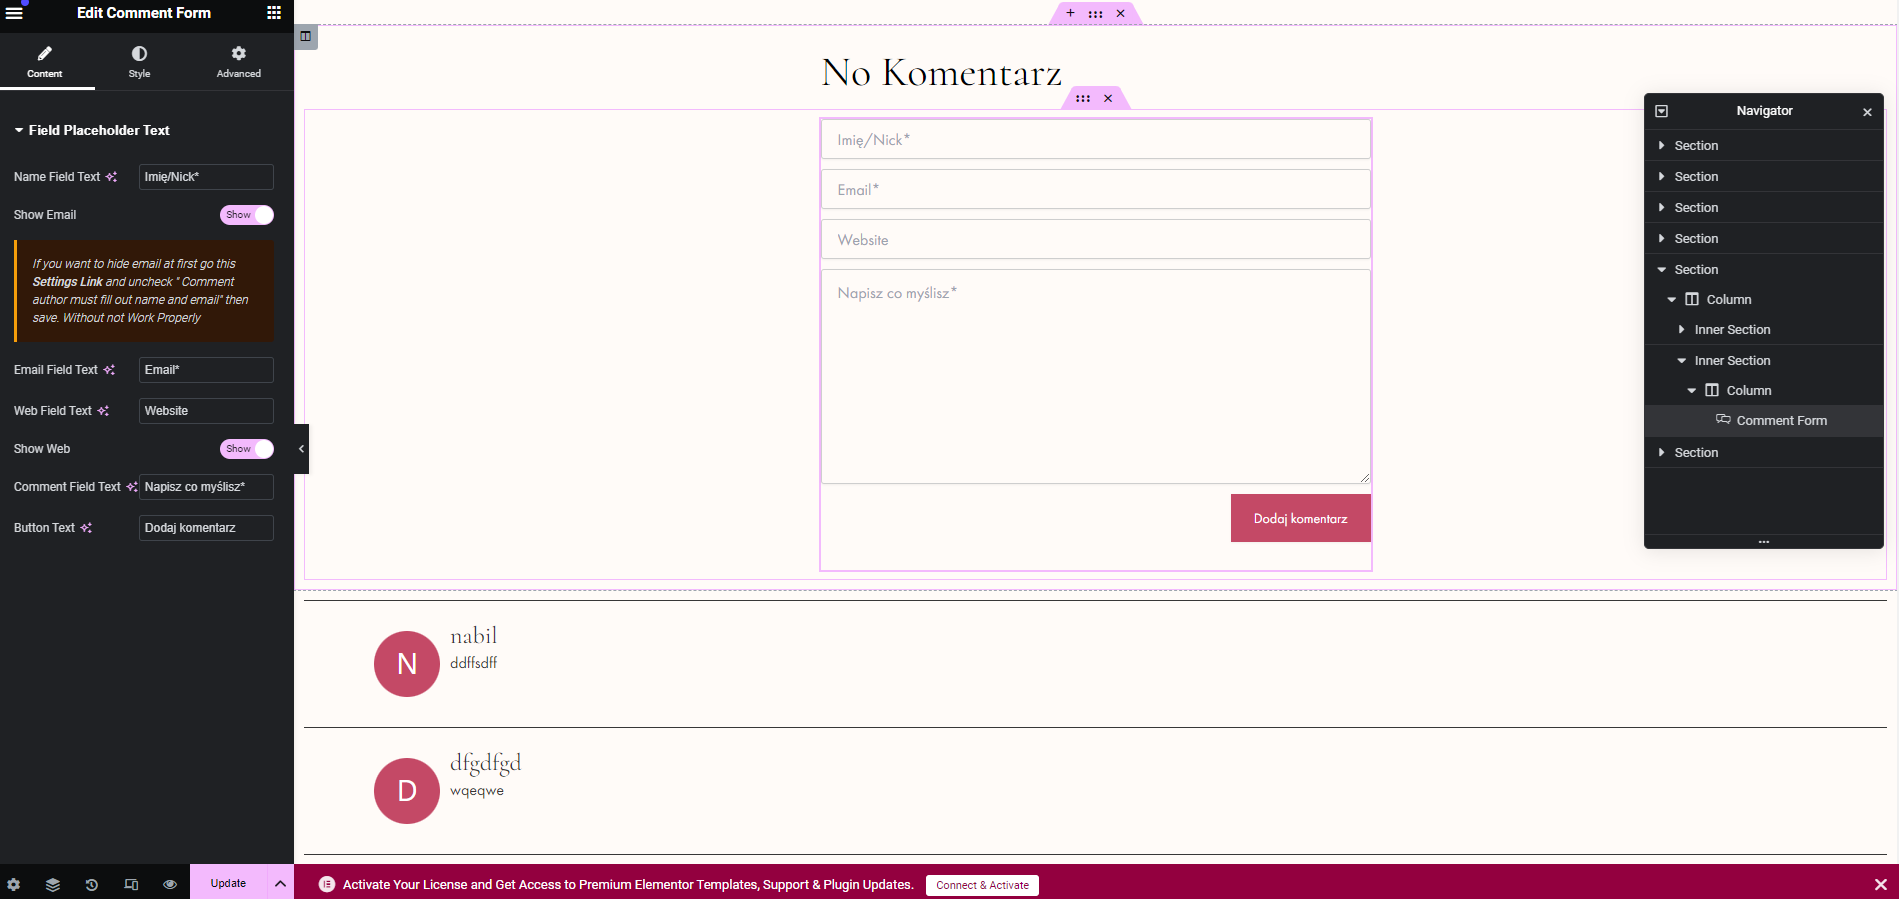 Edit Comment Form
Content
Style
Advanced
Field Placeholder Text
Name Field Text
Imię/Nick*
Show Email
Show
If you want to hide email at first go this
Settings Link and uncheck " Comment
author must fill out name and email" then
save. Without not Work Properly
Email Field Text
Email*
Web Field Text
Website
Show Web
Show
Comment Field Text
Napisz co myślisz*
Button Text
Dodaj komentarz
Update
No Komentarz
Imię/Nick*
Email*
Website
Napisz co myślisz*
Dodaj komentarz
N
nabil
ddffsdff
D
dfgdfgd
wqeqwe
Navigator
Section
Section
Section
Section
Section
Column
Inner Section
Inner Section
Column
Comment Form
Section
Activate Your License and Get Access to Premium Elementor Templates, Support & Plugin Updates.
Connect & Activate